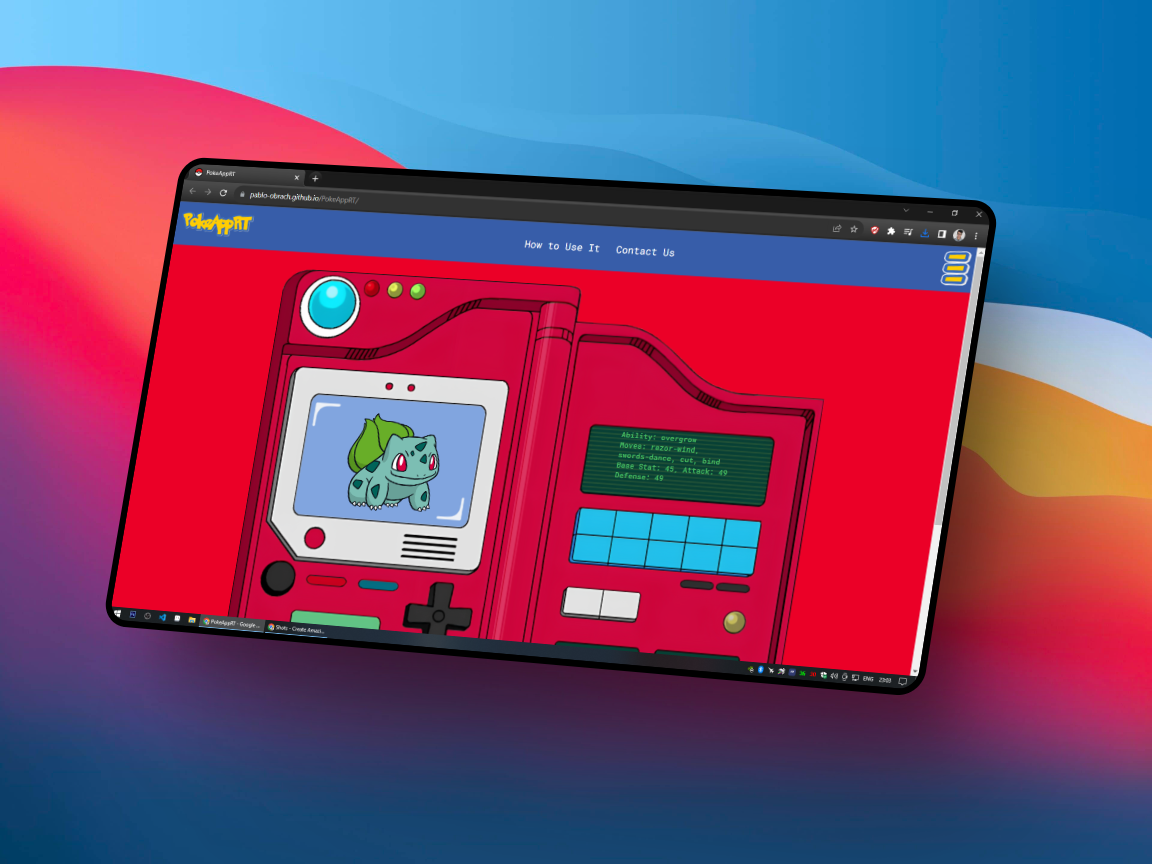 PokeAppRT
pablo-obrach.github.io/PokeAppRT/
PokeAppRT
How to Use It Contact Us
Ability: overgrow
Moves: razor-wind,
swords-dance, cut, bind
Base Stat: 45, Attack: 49
Defense: 49
PokeAppRT - Google ...
Shots - Create Amazi...
ENG 23:03